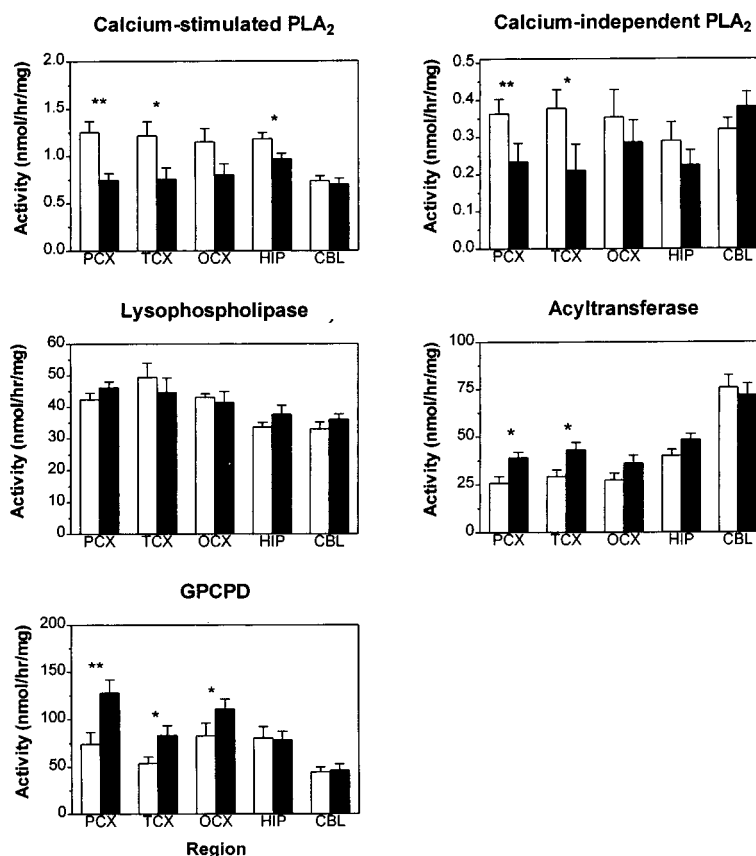 Calcium-stimulated PLA2
Activity (nmol/hr/mg)
2.0
1.5
1.0
0.5
0.0
** * *
PCX TCX OCX HIP CBL
Calcium-independent PLA2
Activity (nmol/hr/mg)
0.5
0.4
0.3
0.2
0.1
0.0
** *
PCX TCX OCX HIP CBL
Lysophospholipase
Activity (nmol/hr/mg)
60
50
40
30
20
10
0
PCX TCX OCX HIP CBL
Acyltransferase
Activity (nmol/hr/mg)
100
75
50
25
0
* *
PCX TCX OCX HIP CBL
GPCPD
Activity (nmol/hr/mg)
200
150
100
50
0
** * *
PCX TCX OCX HIP CBL
Region